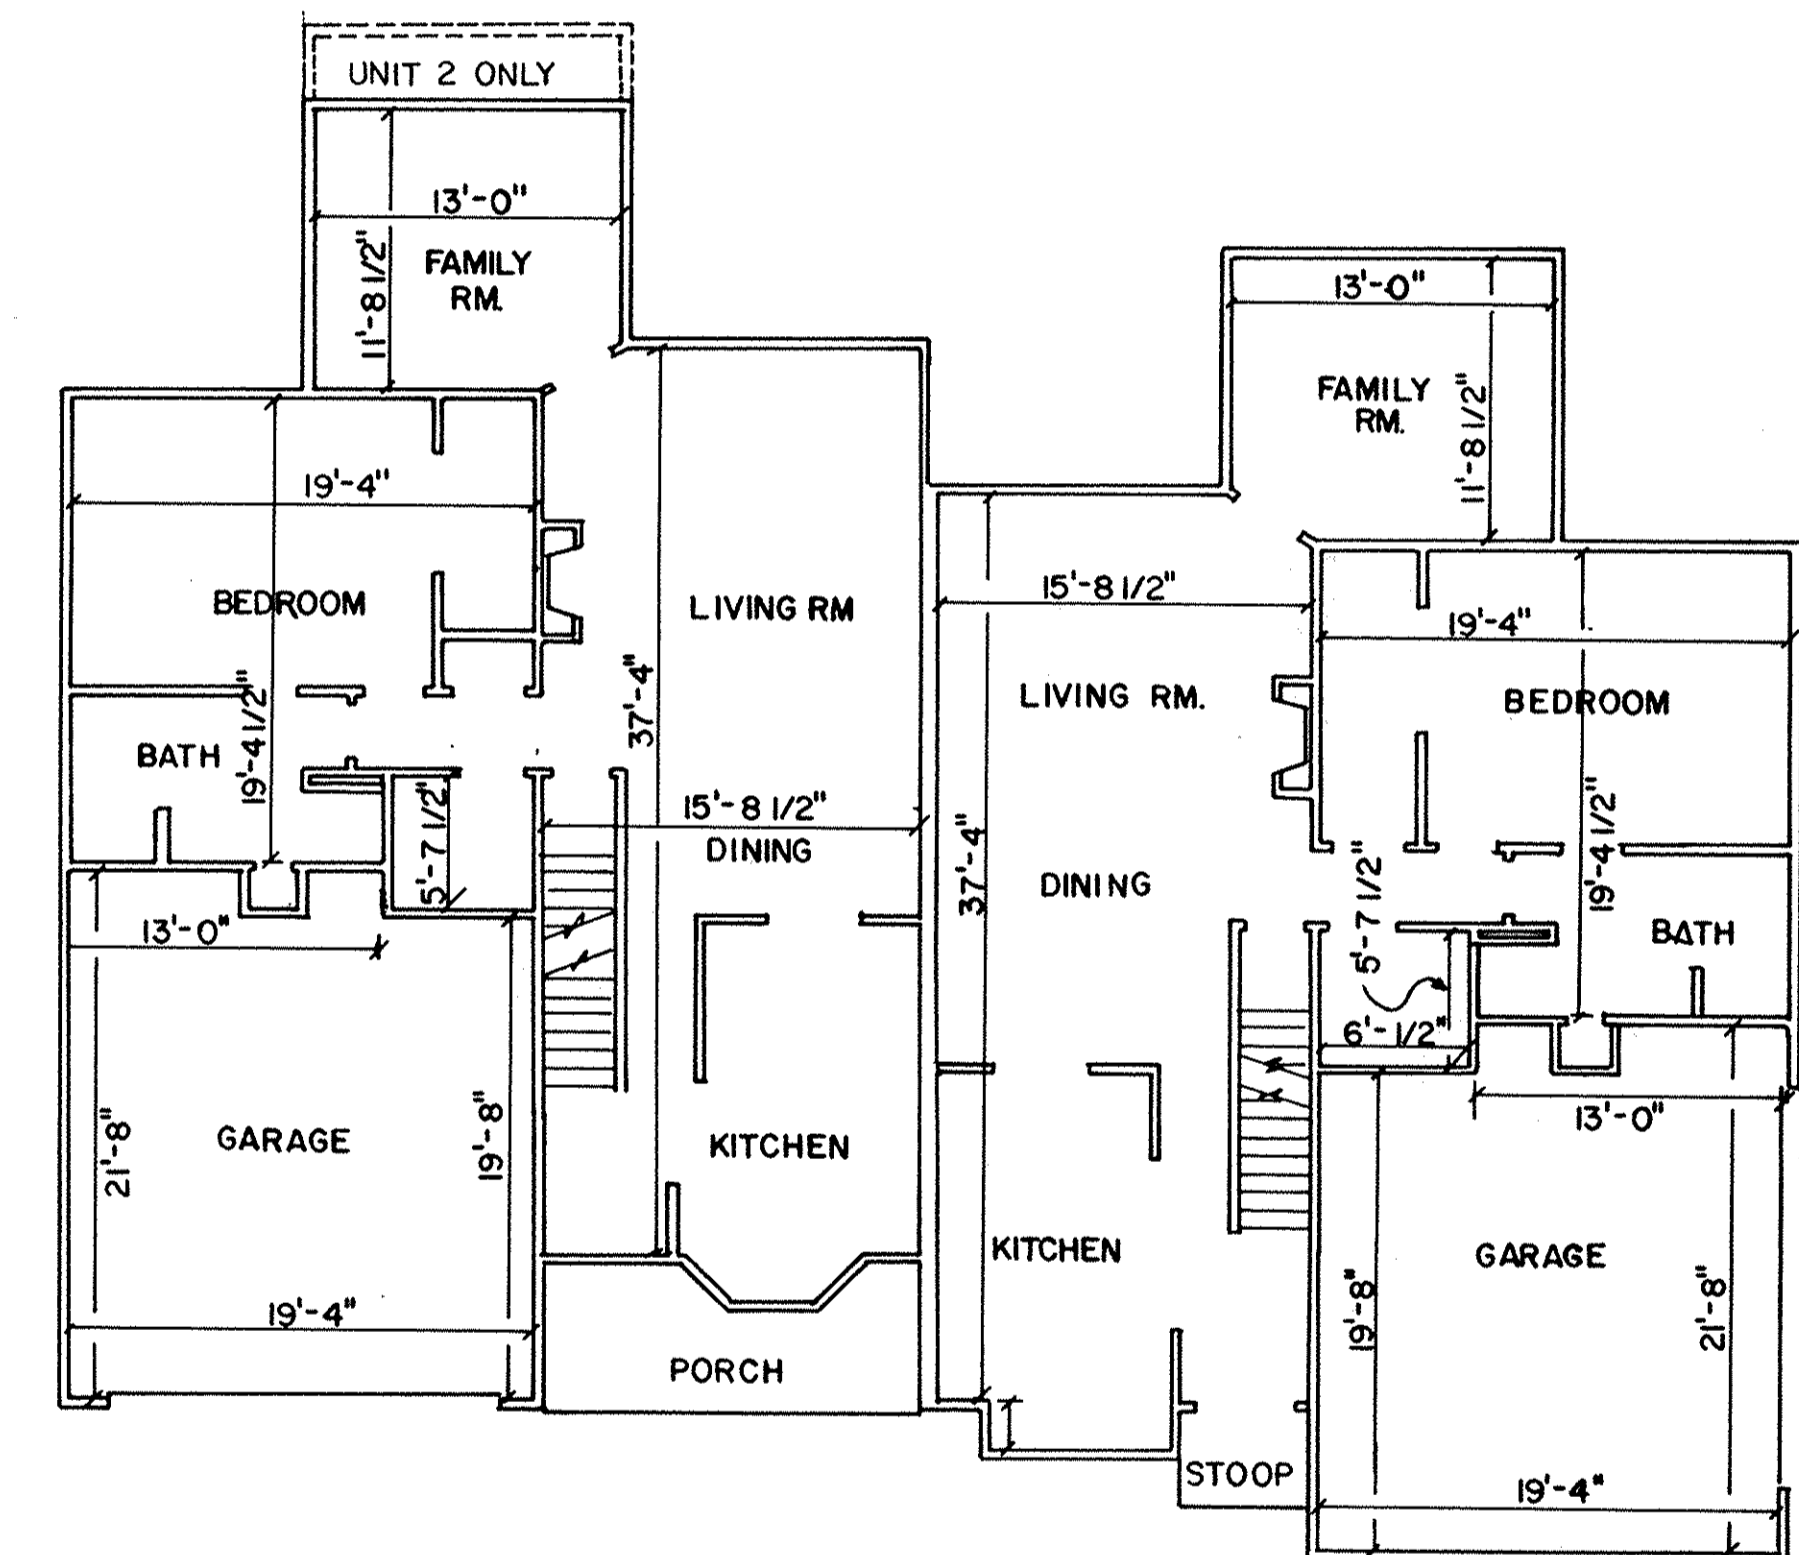 UNIT 2 ONLY
13'-0"
11'-8 1/2"
FAMILY
RM.
19'-4"
BEDROOM
19'-4 1/2"
BATH
5'-7 1/2"
LIVING RM
37'-4"
15'-8 1/2"
DINING
13'-0"
21'-8"
GARAGE
19'-8"
KITCHEN
19'-4"
PORCH
13'-0"
FAMILY
RM.
11'-8 1/2"
15'-8 1/2"
19'-4"
LIVING RM.
BEDROOM
37'-4"
DINING
5'-7 1/2"
19'-4 1/2"
BATH
6'-1/2"
13'-0"
KITCHEN
GARAGE
19'-8"
21'-8"
STOOP
19'-4"